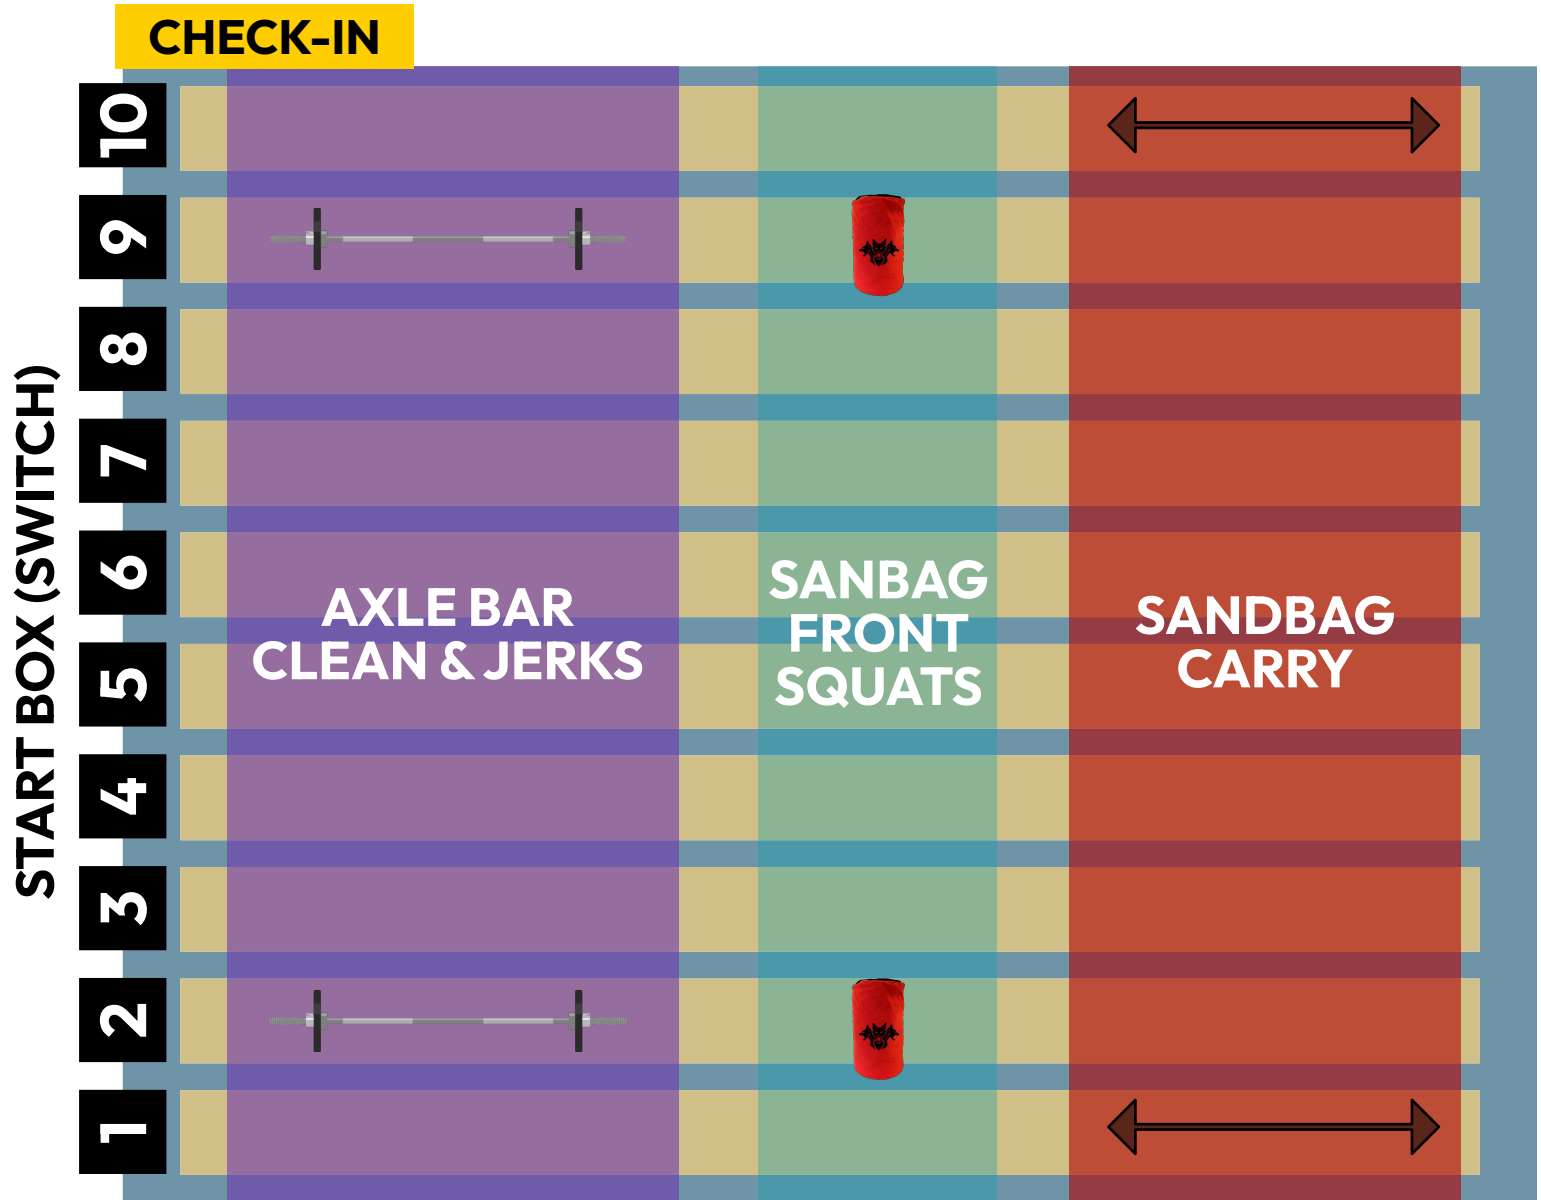 CHECK-IN
START BOX (SWITCH)
10
9
8
7
6
5
4
3
2
1
AXLE BAR
CLEAN & JERKS
SANBAG
FRONT
SQUATS
SANDBAG
CARRY